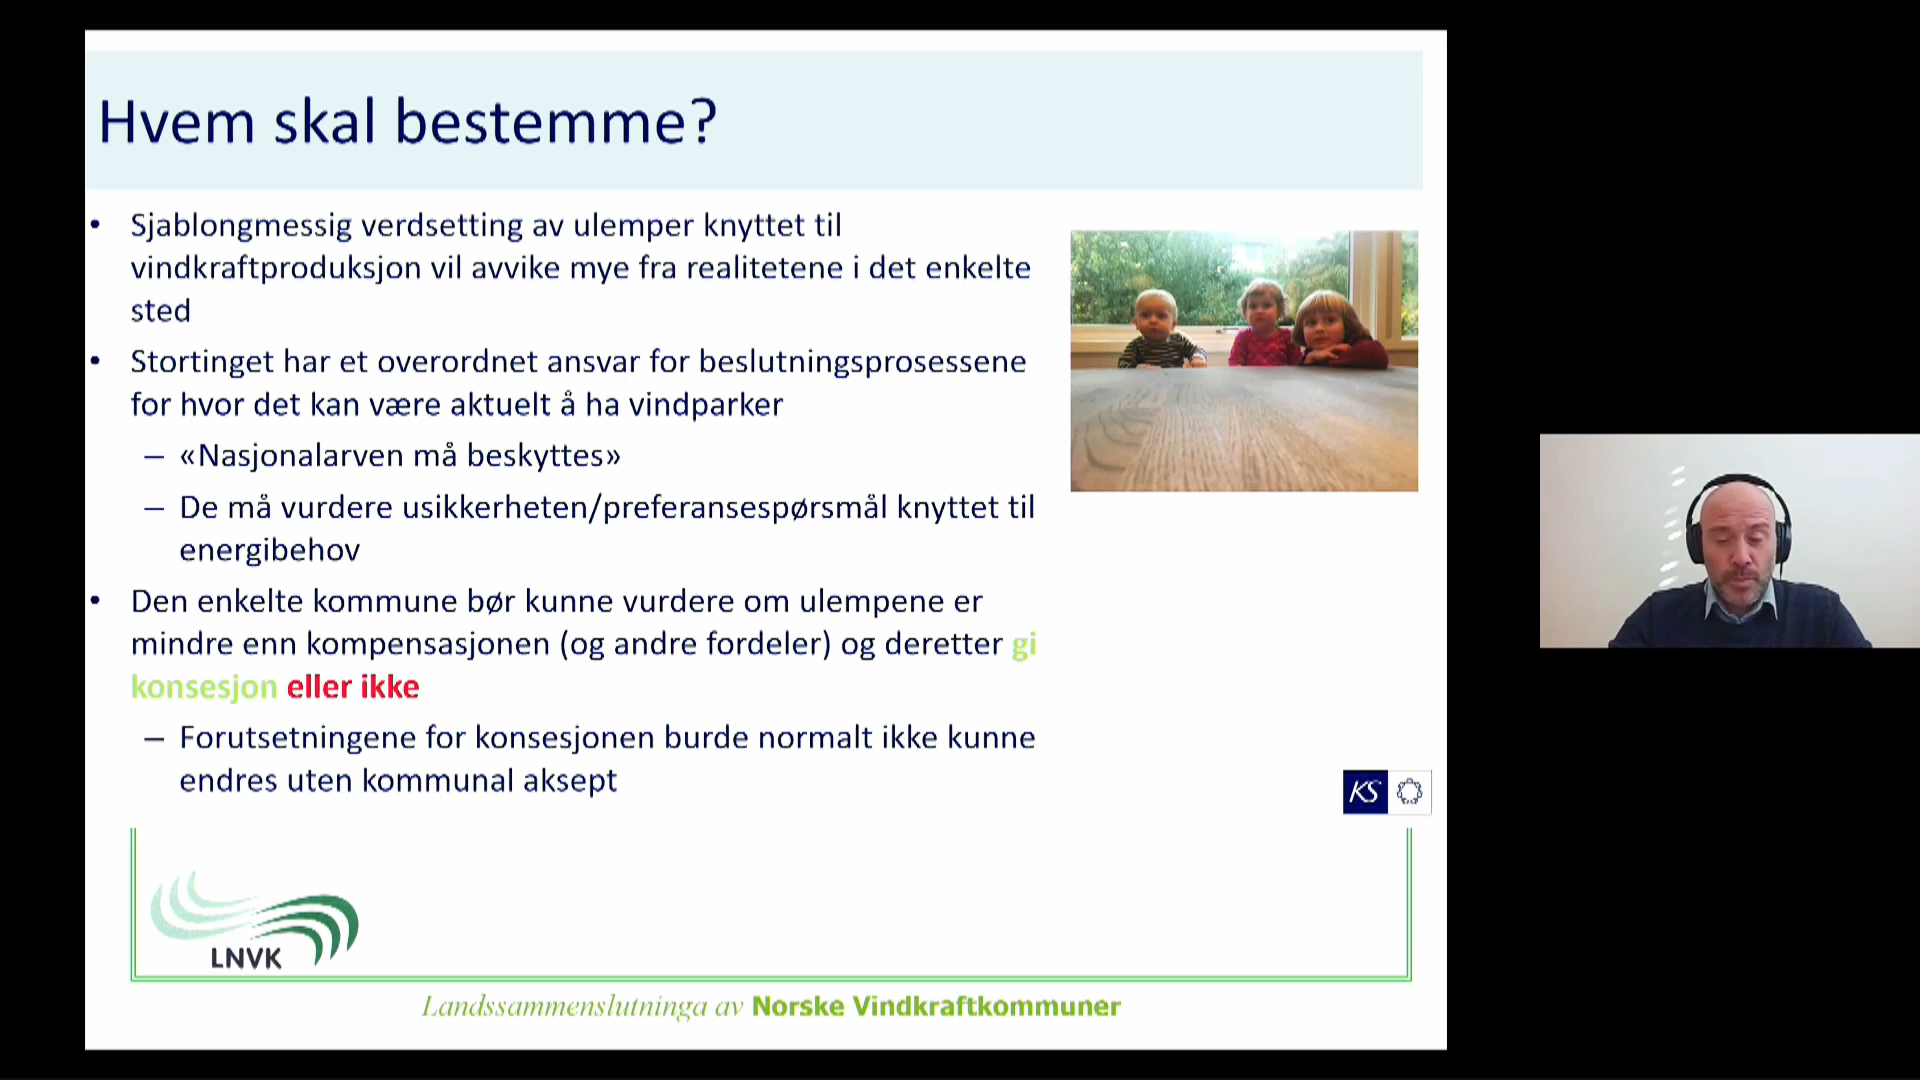 Hvem skal bestemme?
• Sjablongmessig verdsetting av ulemper knyttet til
vindkraftproduksjon vil avvike mye fra realitetene i det enkelte
sted
• Stortinget har et overordnet ansvar for beslutningsprosessene
for hvor det kan være aktuelt å ha vindparker
– «Nasjonalarven må beskyttes»
– De må vurdere usikkerheten/preferansespørsmål knyttet til
energibehov
• Den enkelte kommune bør kunne vurdere om ulempene er
mindre enn kompensasjonen (og andre fordeler) og deretter gi
konsesjon eller ikke
– Forutsetningene for konsesjonen burde normalt ikke kunne
endres uten kommunal aksept
KS
LNVK
Landssammenslutninga av Norske Vindkraftkommuner